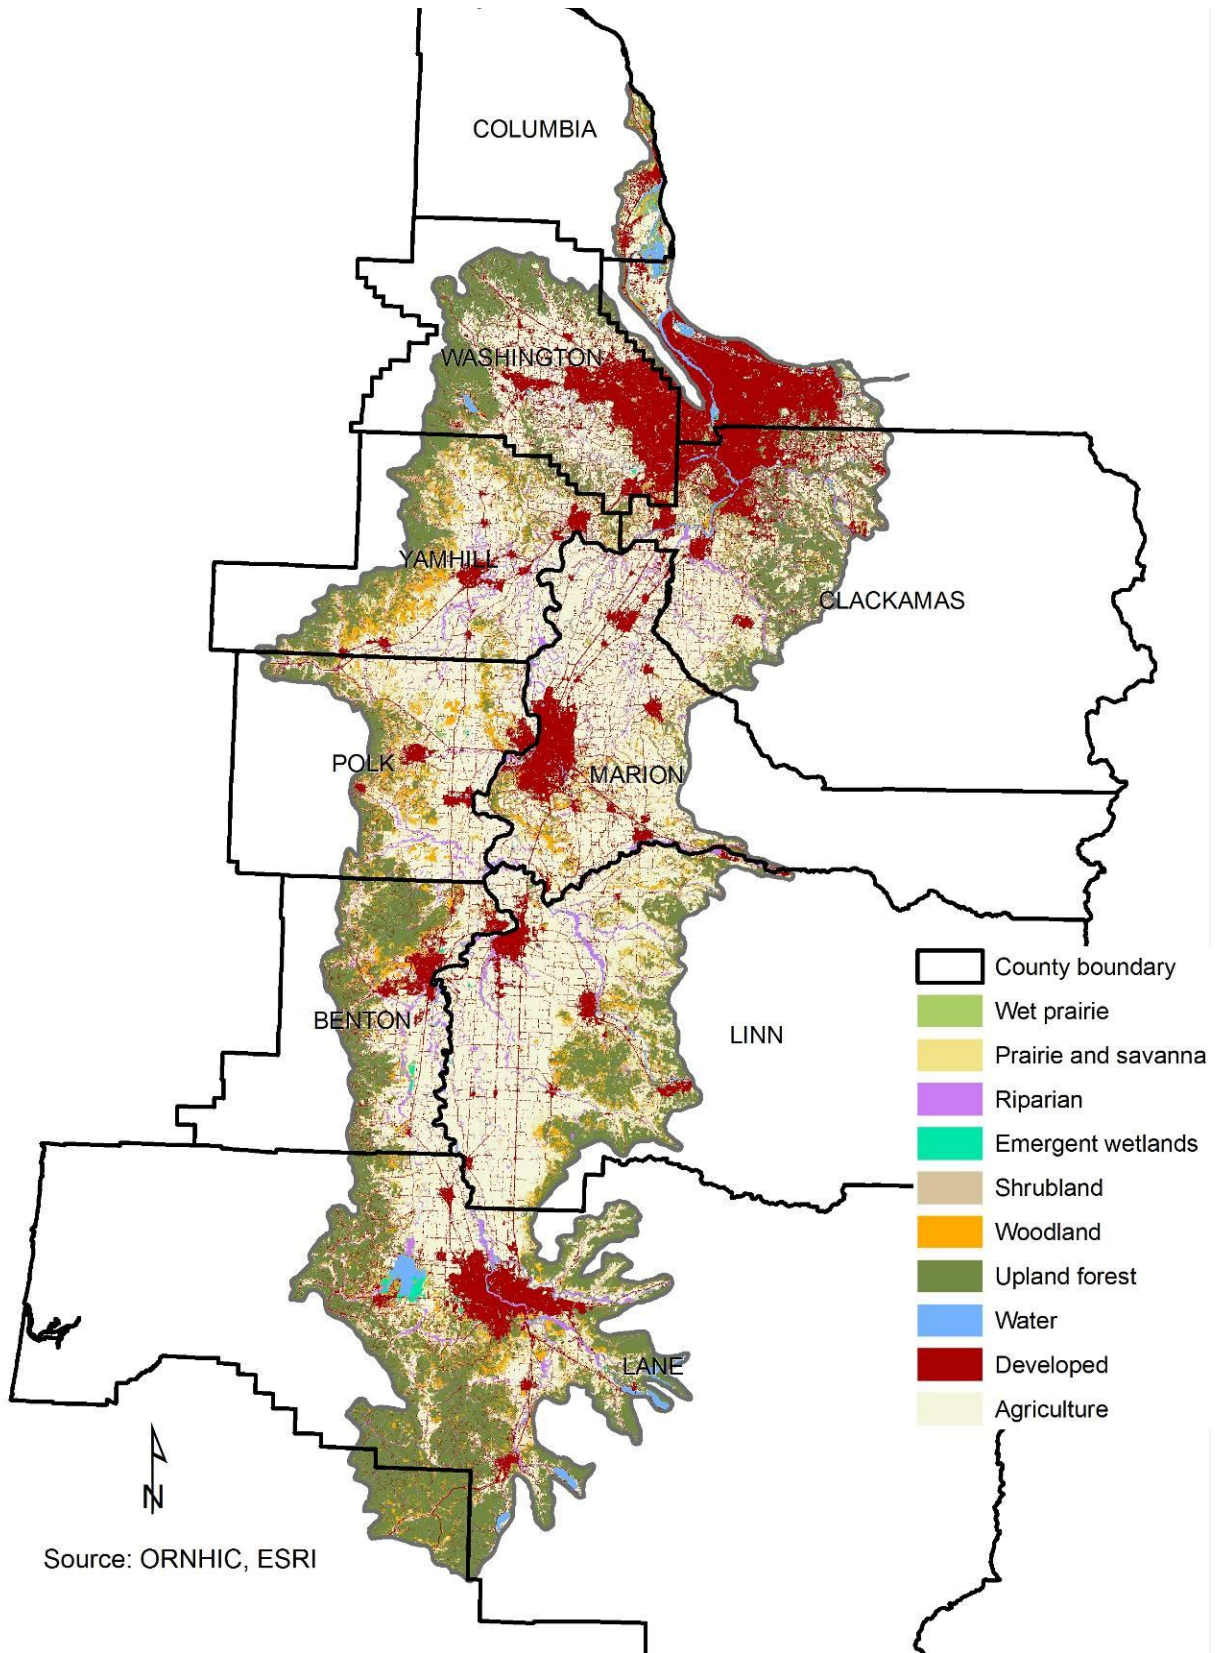 COLUMBIA
WASHINGTON
YAMHILL
CLACKAMAS
POLK
MARION
BENTON
LINN
LANE
County boundary
Wet prairie
Prairie and savanna
Riparian
Emergent wetlands
Shrubland
Woodland
Upland forest
Water
Developed
Agriculture
N
Source: ORNHIC, ESRI